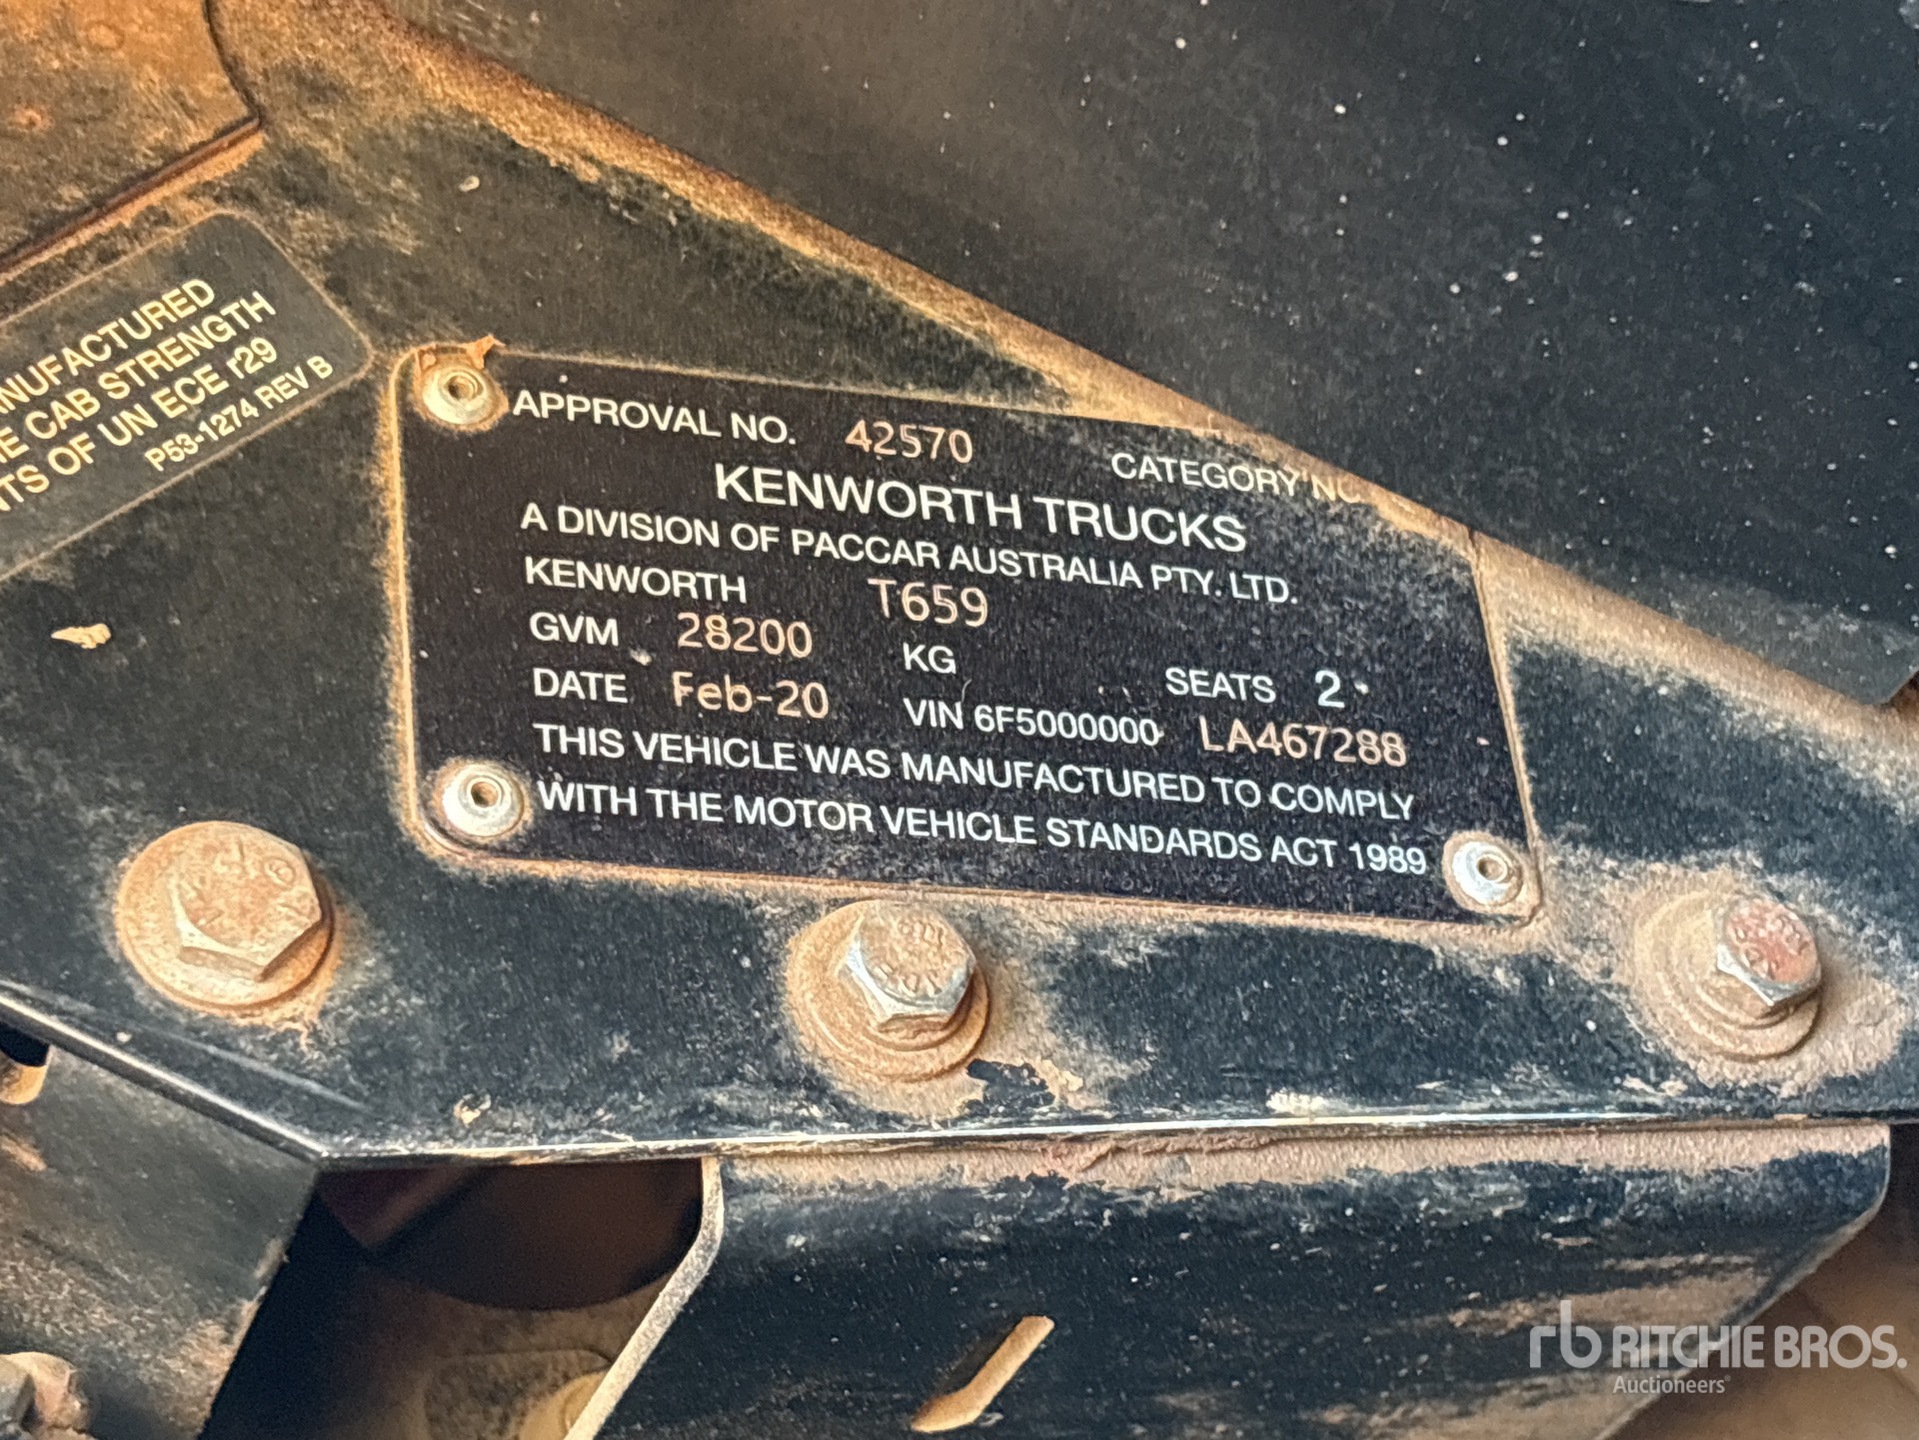 NUFACTURED
E CAB STRENGTH
TS OF UN ECE r29
P53-1274 REV B
APPROVAL NO. 42570 CATEGORY
KENWORTH TRUCKS
A DIVISION OF PACCAR AUSTRALIA PTY. LTD.
KENWORTH T659
GVM 28200 KG SEATS 2
DATE Feb-20 VIN 6F5000000 LA467288
THIS VEHICLE WAS MANUFACTURED TO COMPLY
WITH THE MOTOR VEHICLE STANDARDS ACT 1989
rb RITCHIE BROS.
Auctioneers